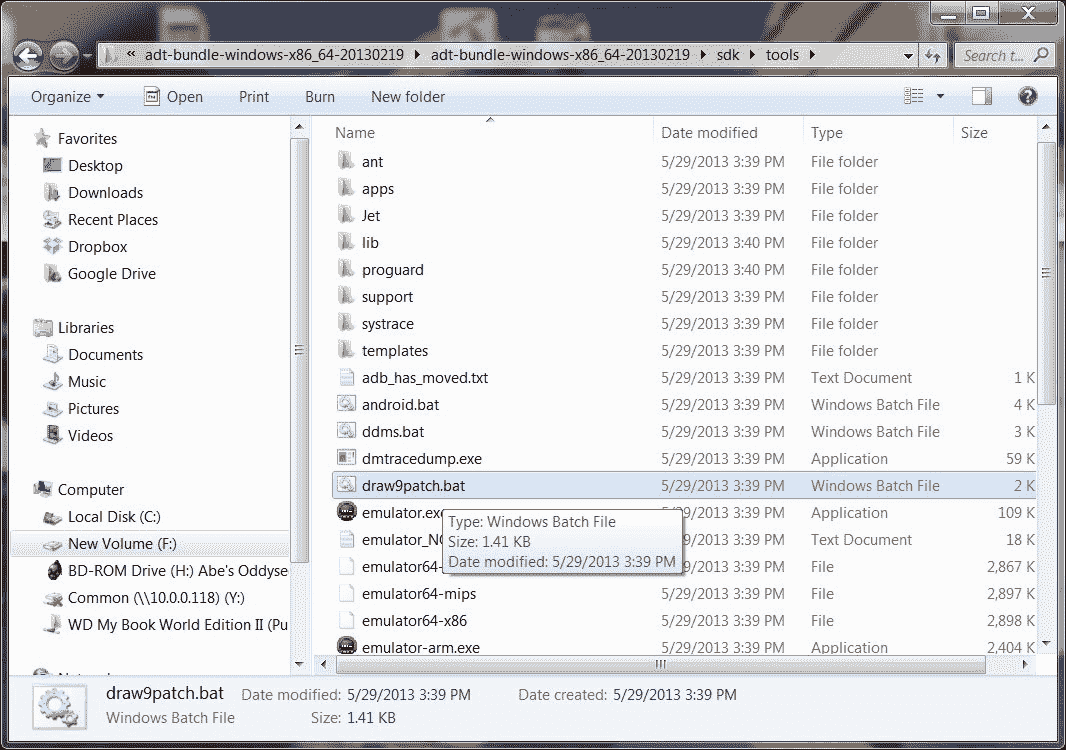 « adt-bundle-windows-x86_64-20130219 adt-bundle-windows-x86_64-20130219 sdk tools Search t...
Organize Open Print Burn New folder
Favorites
Desktop
Downloads
Recent Places
Dropbox
Google Drive
Libraries
Documents
Music
Pictures
Videos
Computer
Local Disk (C:)
New Volume (F:)
BD-ROM Drive (H:) Abe's Oddyse
Common (\\10.0.0.118) (Y:)
WD My Book World Edition II (Pu
Name Date modified Type Size
ant 5/29/2013 3:39 PM File folder
apps 5/29/2013 3:39 PM File folder
Jet 5/29/2013 3:39 PM File folder
lib 5/29/2013 3:40 PM File folder
proguard 5/29/2013 3:40 PM File folder
support 5/29/2013 3:39 PM File folder
systrace 5/29/2013 3:39 PM File folder
templates 5/29/2013 3:39 PM File folder
adb_has_moved.txt 5/29/2013 3:39 PM Text Document 1 K
android.bat 5/29/2013 3:39 PM Windows Batch File 4 K
ddms.bat 5/29/2013 3:39 PM Windows Batch File 3 K
dmtracedump.exe 5/29/2013 3:39 PM Application 59 K
draw9patch.bat 5/29/2013 3:39 PM Windows Batch File 2 K
emulator.exe 5/29/2013 3:39 PM Application 109 K
emulator_NO 5/29/2013 3:39 PM Text Document 18 K
emulator64- 5/29/2013 3:39 PM File 2,867 K
emulator64-mips 5/29/2013 3:39 PM File 2,897 K
emulator64-x86 5/29/2013 3:39 PM File 2,898 K
emulator-arm.exe 5/29/2013 3:39 PM Application 2,404 K
Type: Windows Batch File
Size: 1.41 KB
Date modified: 5/29/2013 3:39 PM
draw9patch.bat Date modified: 5/29/2013 3:39 PM Date created: 5/29/2013 3:39 PM
Windows Batch File Size: 1.41 KB